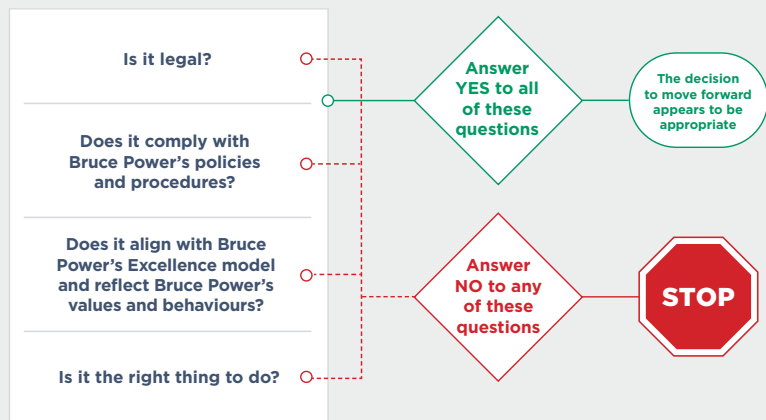 Is it legal?
Does it comply with
Bruce Power's policies
and procedures?
Does it align with Bruce
Power's Excellence model
and reflect Bruce Power's
values and behaviours?
Is it the right thing to do?
Answer
YES to all
of these
questions
The decision
to move forward
appears to be
appropriate
Answer
NO to any
of these
questions
STOP